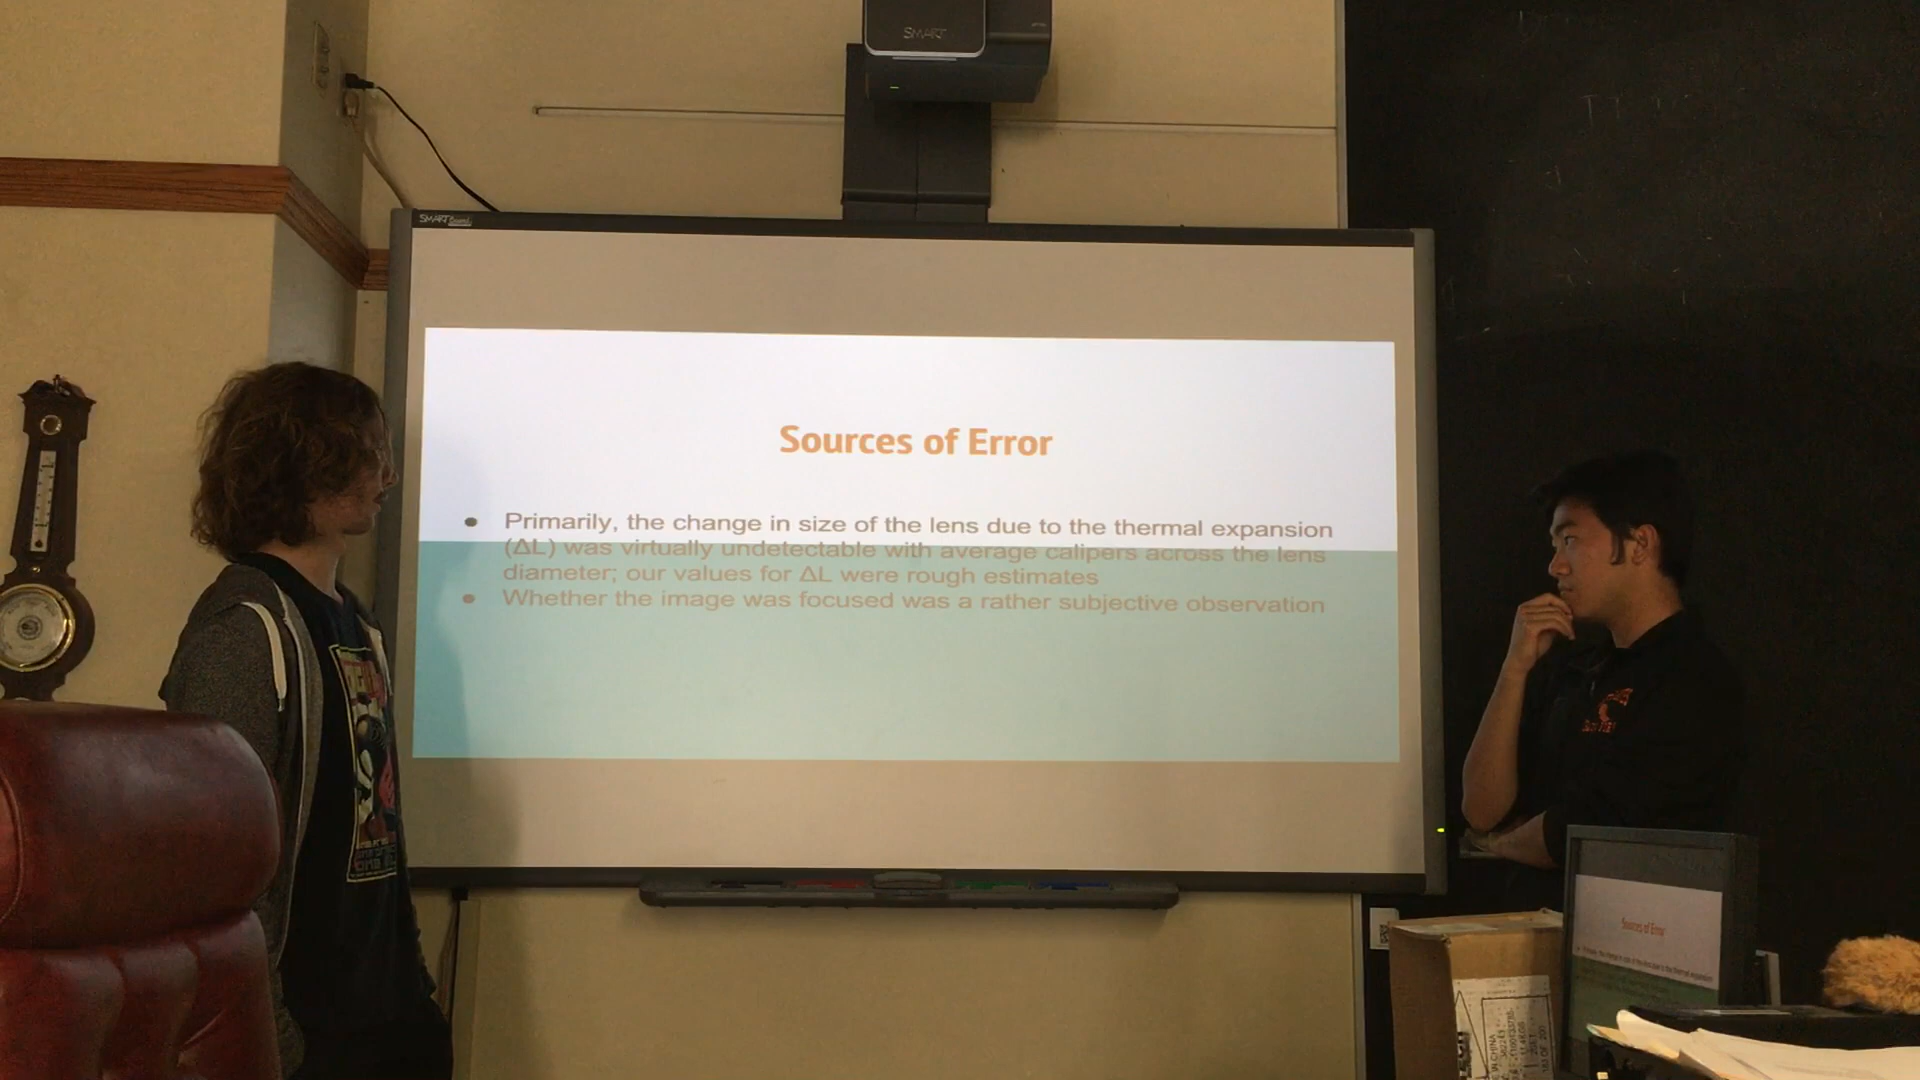 SMART
SMART Board
Sources of Error
● Primarily, the change in size of the lens due to the thermal expansion
(ΔL) was virtually undetectable with average calipers across the lens
diameter; our values for ΔL were rough estimates
● Whether the image was focused was a rather subjective observation
Sources of Error